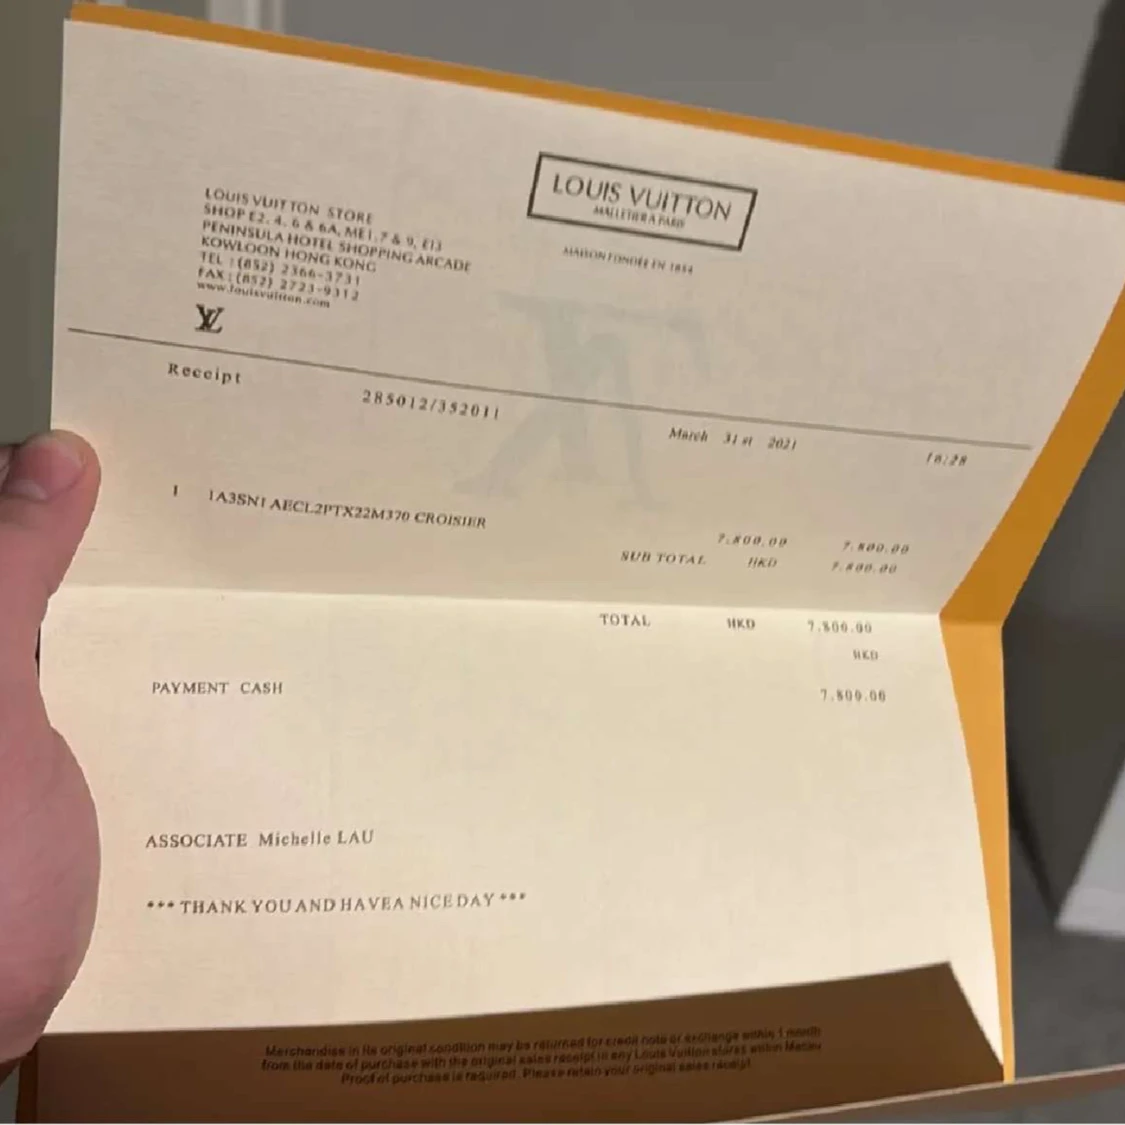 LOUIS VUITTON STORE
SHOP E2, 4, 6 & 6A, ME1,7 & 9, E13
PENINSULA HOTEL SHOPPING ARCADE
KOWLOON HONG KONG
TEL : (852) 2366-3731
FAX : (852) 2723-9312
www.louisvuitton.com
LV
LOUIS VUITTON
MALLETIER A PARIS
MAISON FONDÉE EN 1854
Receipt
285012/352011
March 31st 2021
16:28
1 1A3SN1 AECL2PTX22M370 CROISIER
7.800.00 7.800.00
SUB TOTAL HKD 7.800.00
TOTAL HKD 7.800.00
HKD
PAYMENT CASH 7.800.00
ASSOCIATE Michelle LAU
*** THANK YOU AND HAVE A NICE DAY ***
Merchandise in its original condition may be returned for credit note or exchange within 1 month
from the date of purchase with the original sales receipt in any Louis Vuitton stores within Macau
Proof of purchase is required. Please retain your original sales receipt